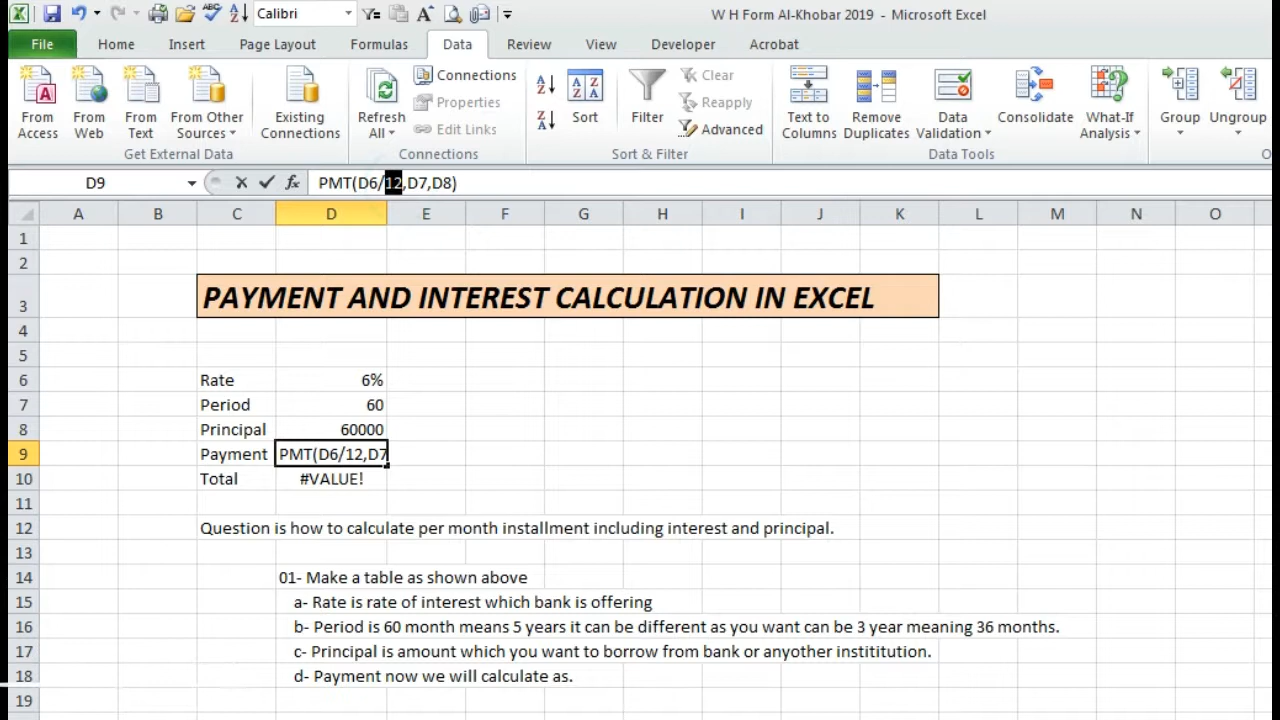 Calibri
W H Form Al-Khobar 2019 - Microsoft Excel
File Home Insert Page Layout Formulas Data Review View Developer Acrobat
From Access
From Web
From Text
From Other Sources
Existing Connections
Refresh All
Connections
Properties
Edit Links
Sort
Filter
Clear
Reapply
Advanced
Text to Columns
Remove Duplicates
Data Validation
Consolidate
What-If Analysis
Group
Ungroup
Get External Data Connections Sort & Filter Data Tools O
D9 fx PMT(D6/12,D7,D8)
A B C D E F G H I J K L M N O
1
2
3 PAYMENT AND INTEREST CALCULATION IN EXCEL
4
5
6 Rate 6%
7 Period 60
8 Principal 60000
9 Payment PMT(D6/12,D7
10 Total #VALUE!
11
12 Question is how to calculate per month installment including interest and principal.
13
14 01- Make a table as shown above
15 a- Rate is rate of interest which bank is offering
16 b- Period is 60 month means 5 years it can be different as you want can be 3 year meaning 36 months.
17 c- Principal is amount which you want to borrow from bank or anyother instititution.
18 d- Payment now we will calculate as.
19